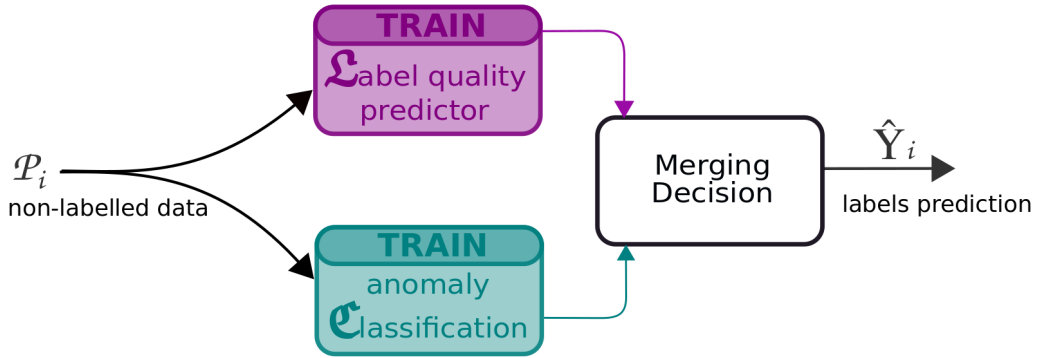 TRAIN
𝕷abel quality
predictor
𝒫i
non-labelled data
Merging
Decision
Ŷi
labels prediction
TRAIN
anomaly
𝕮lassification